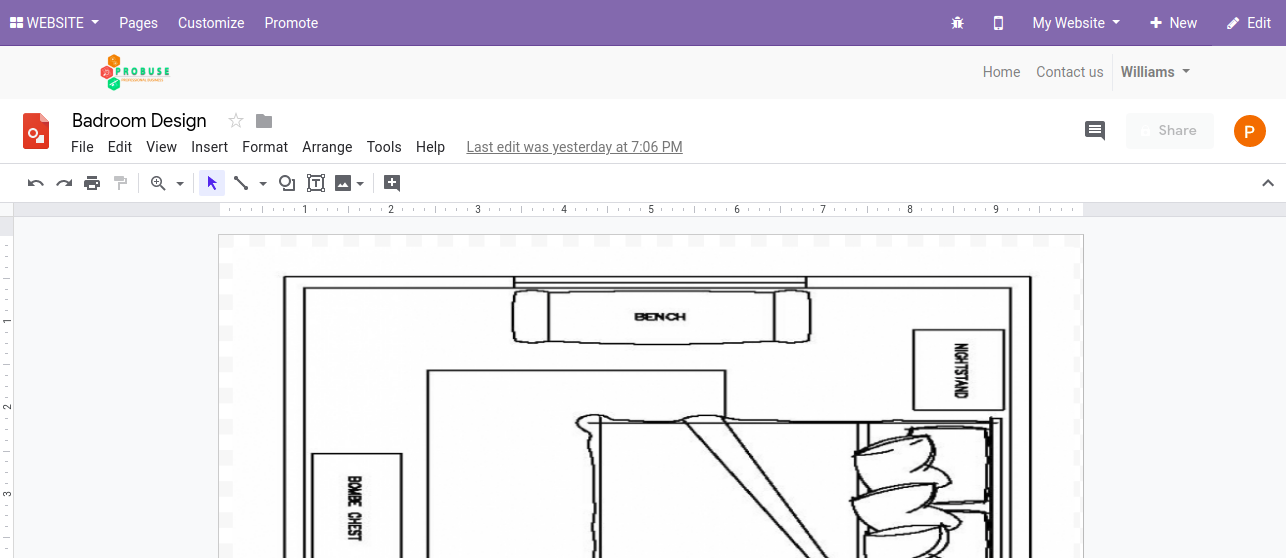 WEBSITE Pages Customize Promote My Website New Edit
PROBUSE Home Contact us Williams
Badroom Design
File Edit View Insert Format Arrange Tools Help Last edit was yesterday at 7:06 PM
Share P
1 2 3 4 5 6 7 8 9
BENCH
1
NIGHTSTAND
2
BOMBE CHEST
3